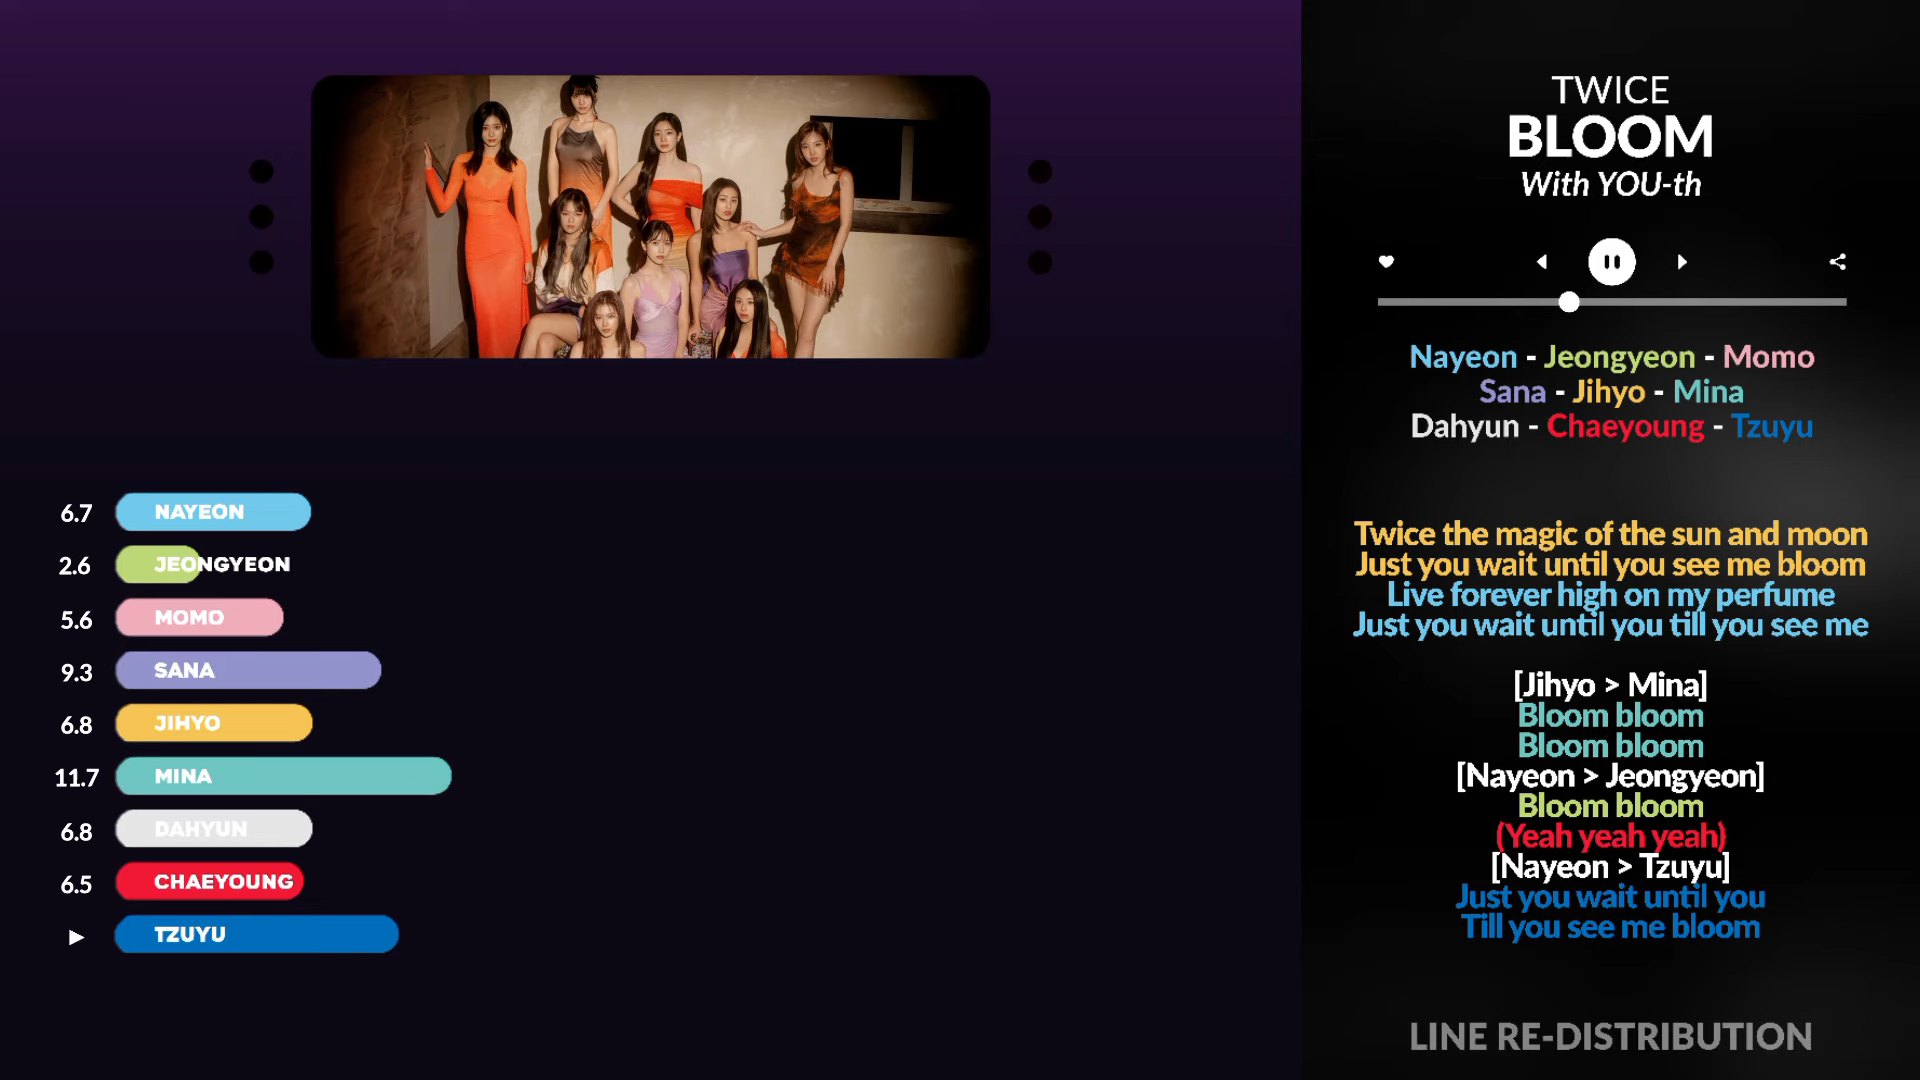 TWICE
BLOOM
With YOU-th
Nayeon - Jeongyeon - Momo
Sana - Jihyo - Mina
Dahyun - Chaeyoung - Tzuyu
6.7 NAYEON
2.6 JEONGYEON
5.6 MOMO
9.3 SANA
6.8 JIHYO
11.7 MINA
6.8 DAHYUN
6.5 CHAEYOUNG
TZUYU
Twice the magic of the sun and moon
Just you wait until you see me bloom
Live forever high on my perfume
Just you wait until you till you see me
[Jihyo > Mina]
Bloom bloom
Bloom bloom
[Nayeon > Jeongyeon]
Bloom bloom
(Yeah yeah yeah)
[Nayeon > Tzuyu]
Just you wait until you
Till you see me bloom
LINE RE-DISTRIBUTION